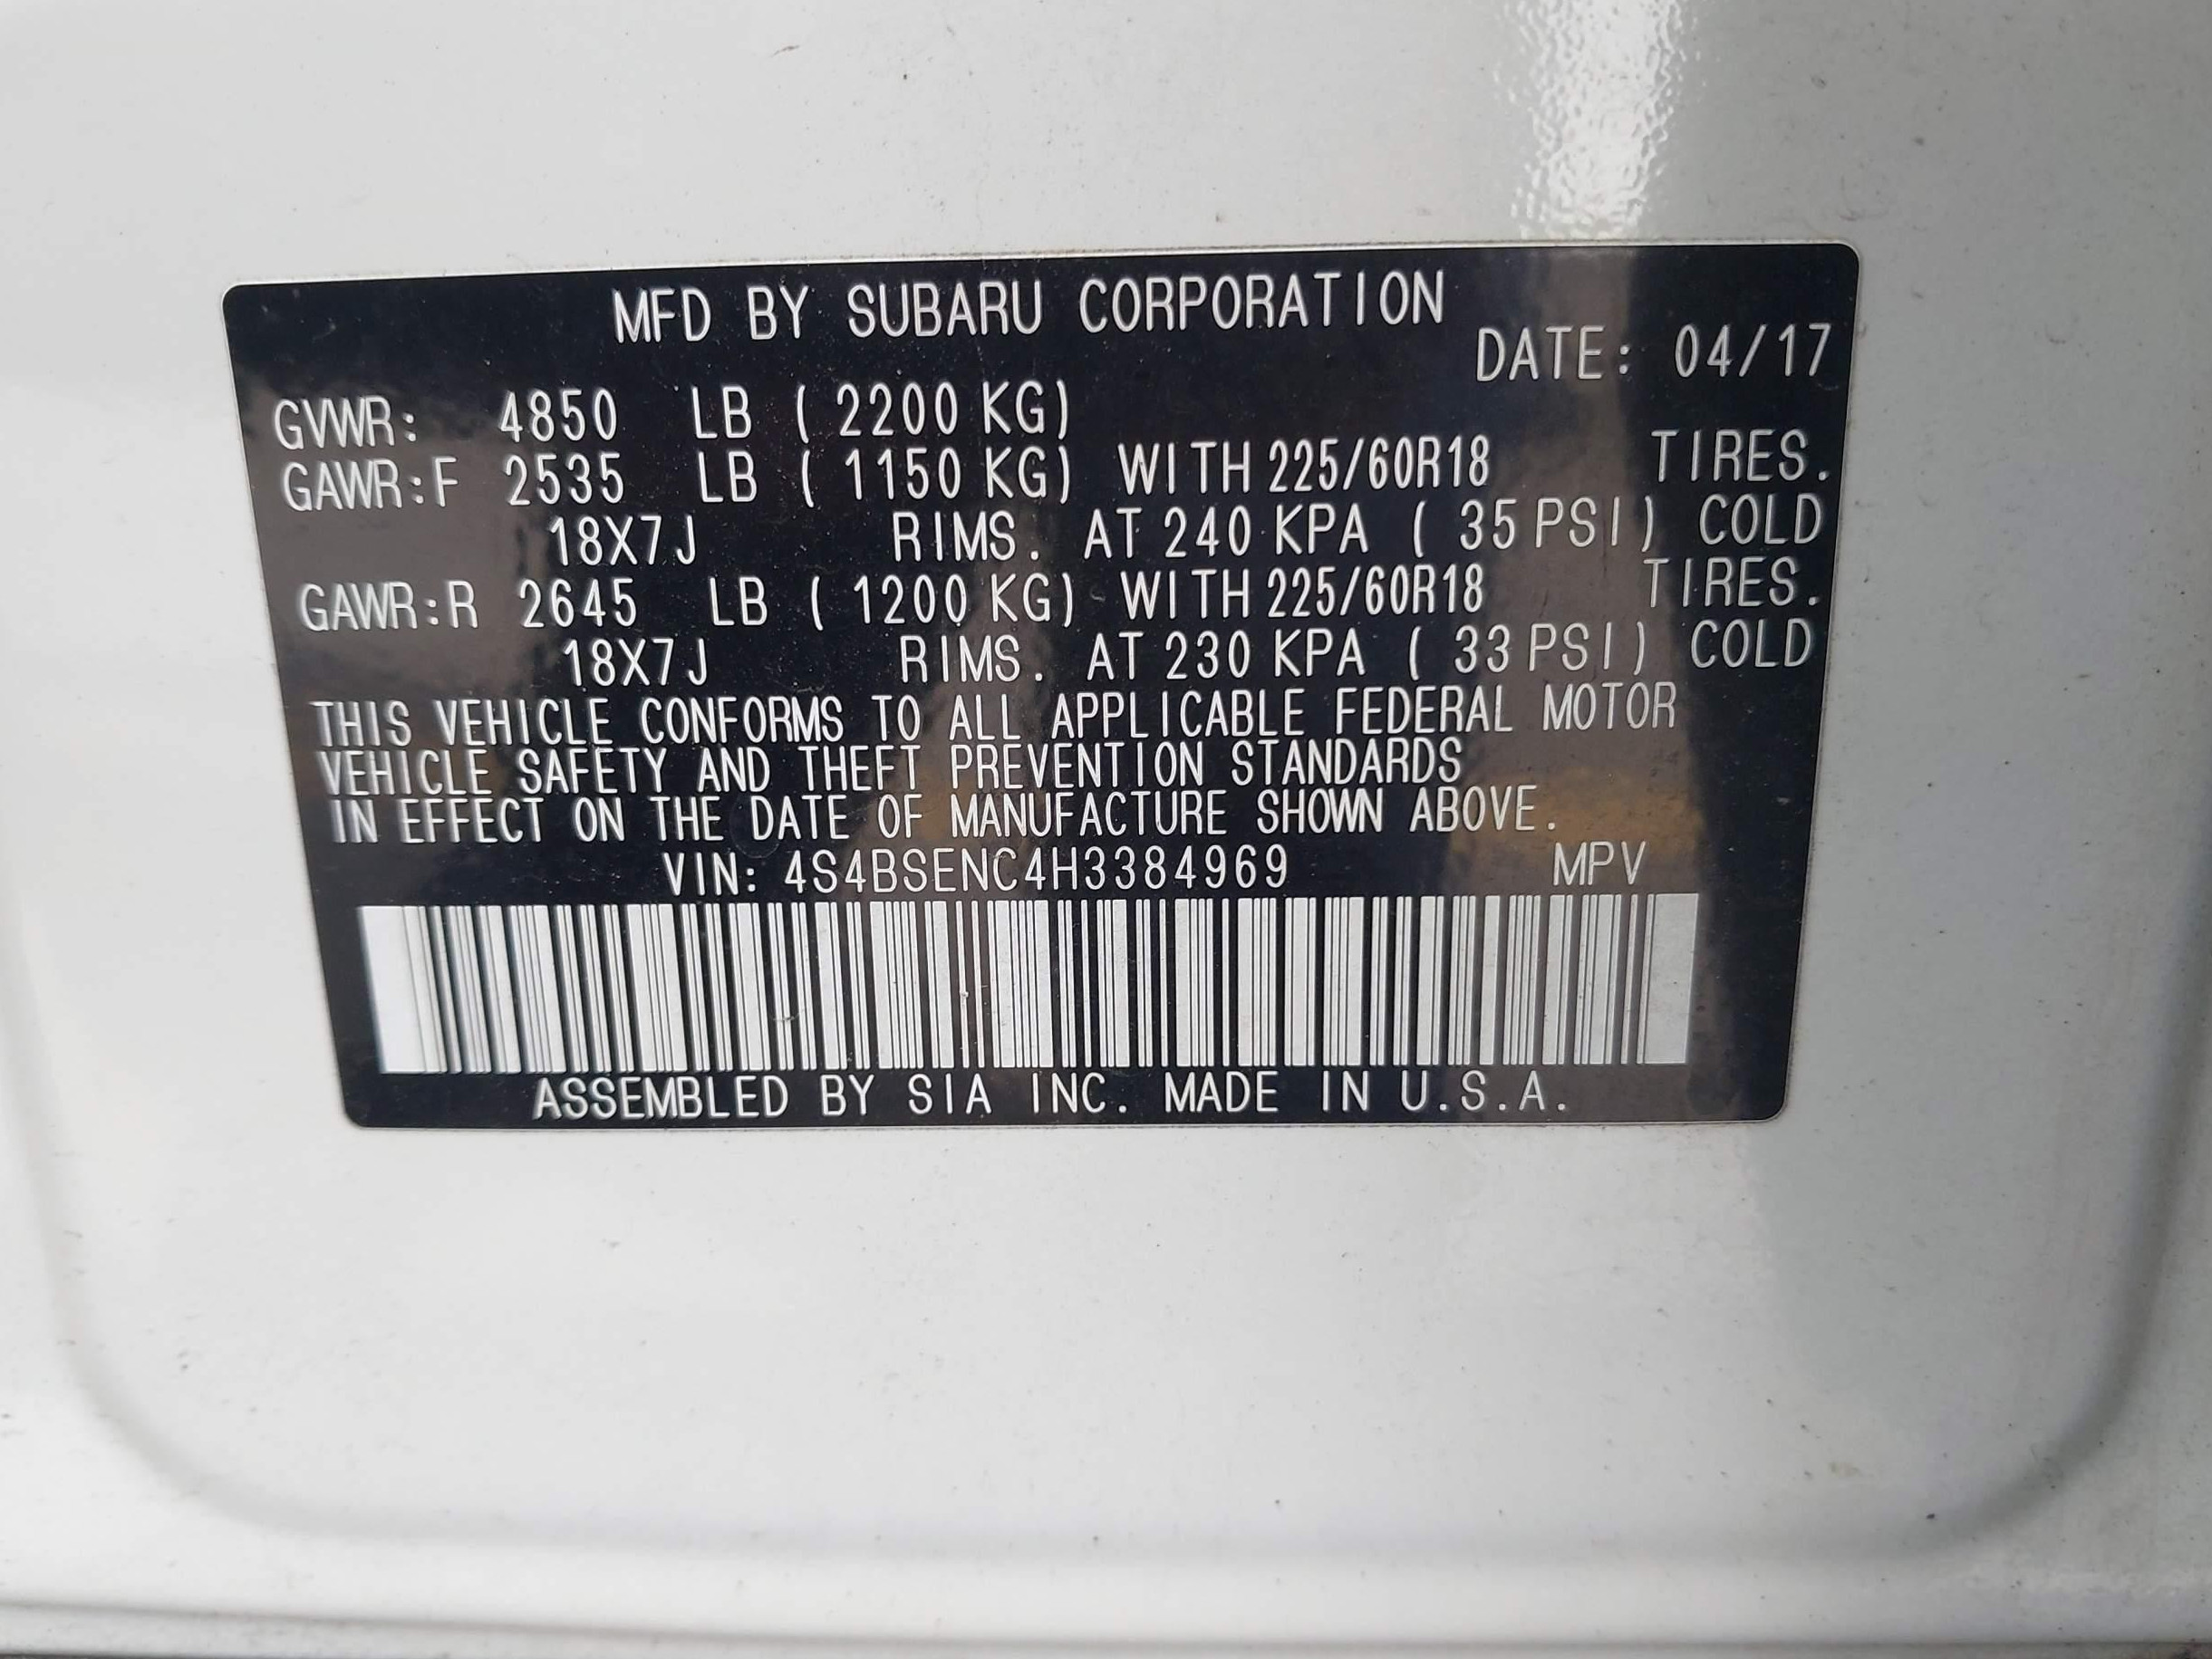 MFD BY SUBARU CORPORATION
DATE: 04/17
GVWR: 4850 LB ( 2200 KG)
GAWR:F 2535 LB ( 1150 KG) WITH 225/60R18 TIRES.
18X7J RIMS. AT 240 KPA ( 35 PSI) COLD
GAWR:R 2645 LB ( 1200 KG) WITH 225/60R18 TIRES.
18X7J RIMS. AT 230 KPA ( 33 PSI) COLD
THIS VEHICLE CONFORMS TO ALL APPLICABLE FEDERAL MOTOR
VEHICLE SAFETY AND THEFT PREVENTION STANDARDS
IN EFFECT ON THE DATE OF MANUFACTURE SHOWN ABOVE.
VIN: 4S4BSENC4H3384969 MPV
ASSEMBLED BY SIA INC. MADE IN U.S.A.